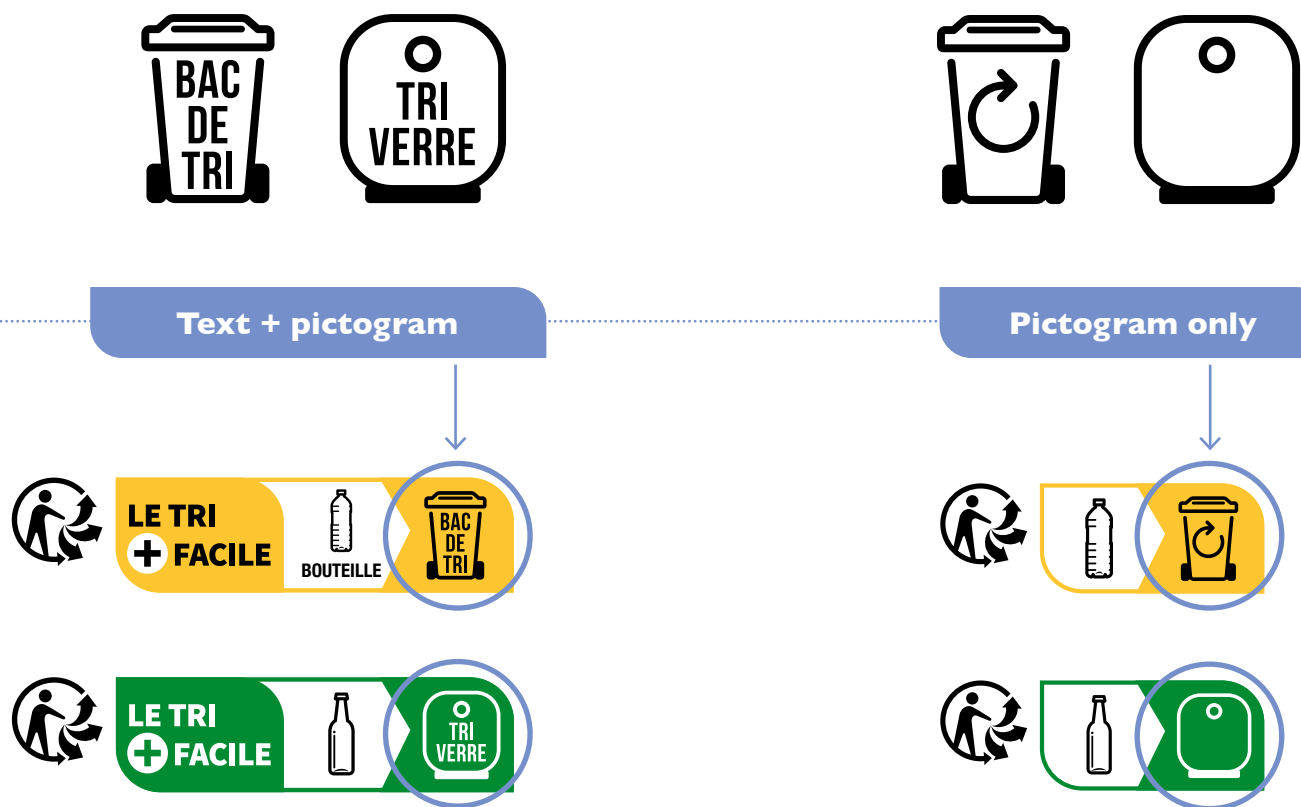 BAC
DE
TRI
TRI
VERRE
Text + pictogram
Pictogram only
LE TRI
+ FACILE
BOUTEILLE
BAC
DE
TRI
LE TRI
+ FACILE
TRI
VERRE